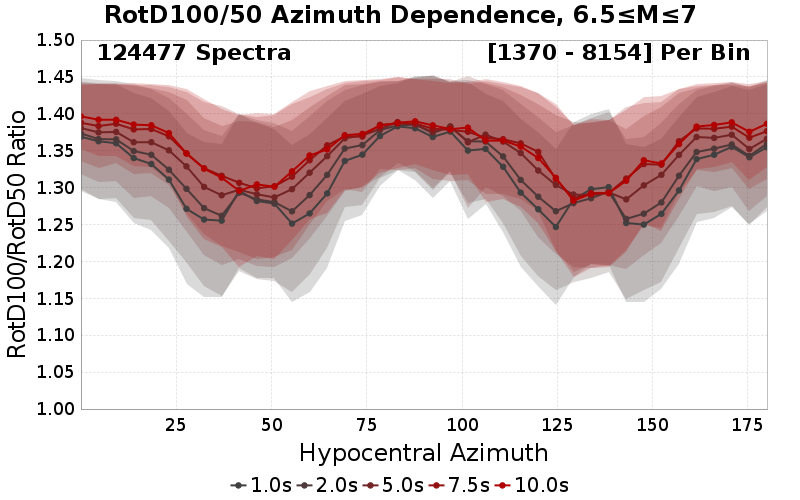 RotD100/50 Azimuth Dependence, 6.5≤M≤7
124477 Spectra
[1370 - 8154] Per Bin
RotD100/RotD50 Ratio
1.50
1.45
1.40
1.35
1.30
1.25
1.20
1.15
1.10
1.05
1.00
25 50 75 100 125 150 175
Hypocentral Azimuth
1.0s 2.0s 5.0s 7.5s 10.0s